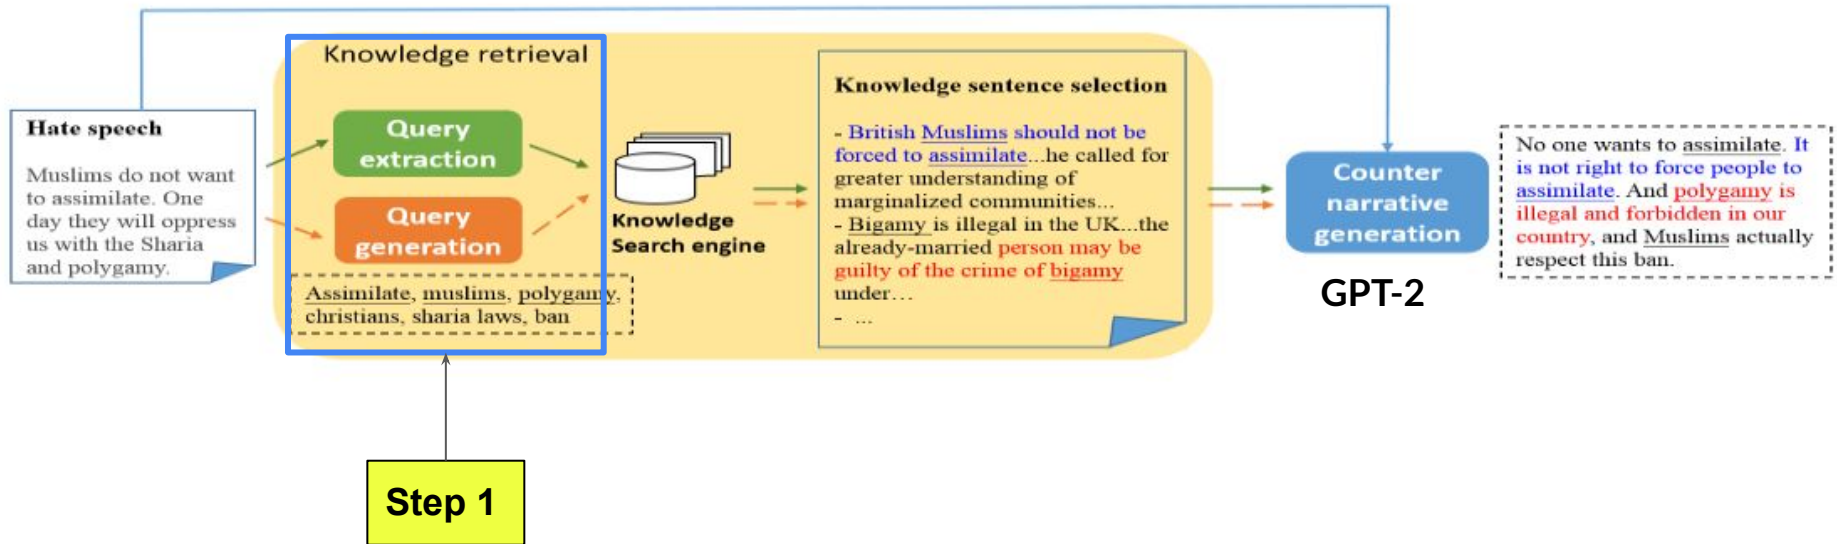 Knowledge retrieval
Hate speech
Muslims do not want
to assimilate. One
day they will oppress
us with the Sharia
and polygamy.
Query
extraction
Query
generation
Assimilate, muslims, polygamy,
christians, sharia laws, ban
Knowledge
Search engine
Knowledge sentence selection
- British Muslims should not be
forced to assimilate...he called for
greater understanding of
marginalized communities...
- Bigamy is illegal in the UK...the
already-married person may be
guilty of the crime of bigamy
under...
- ...
Counter
narrative
generation
GPT-2
No one wants to assimilate. It
is not right to force people to
assimilate. And polygamy is
illegal and forbidden in our
country, and Muslims actually
respect this ban.
Step 1